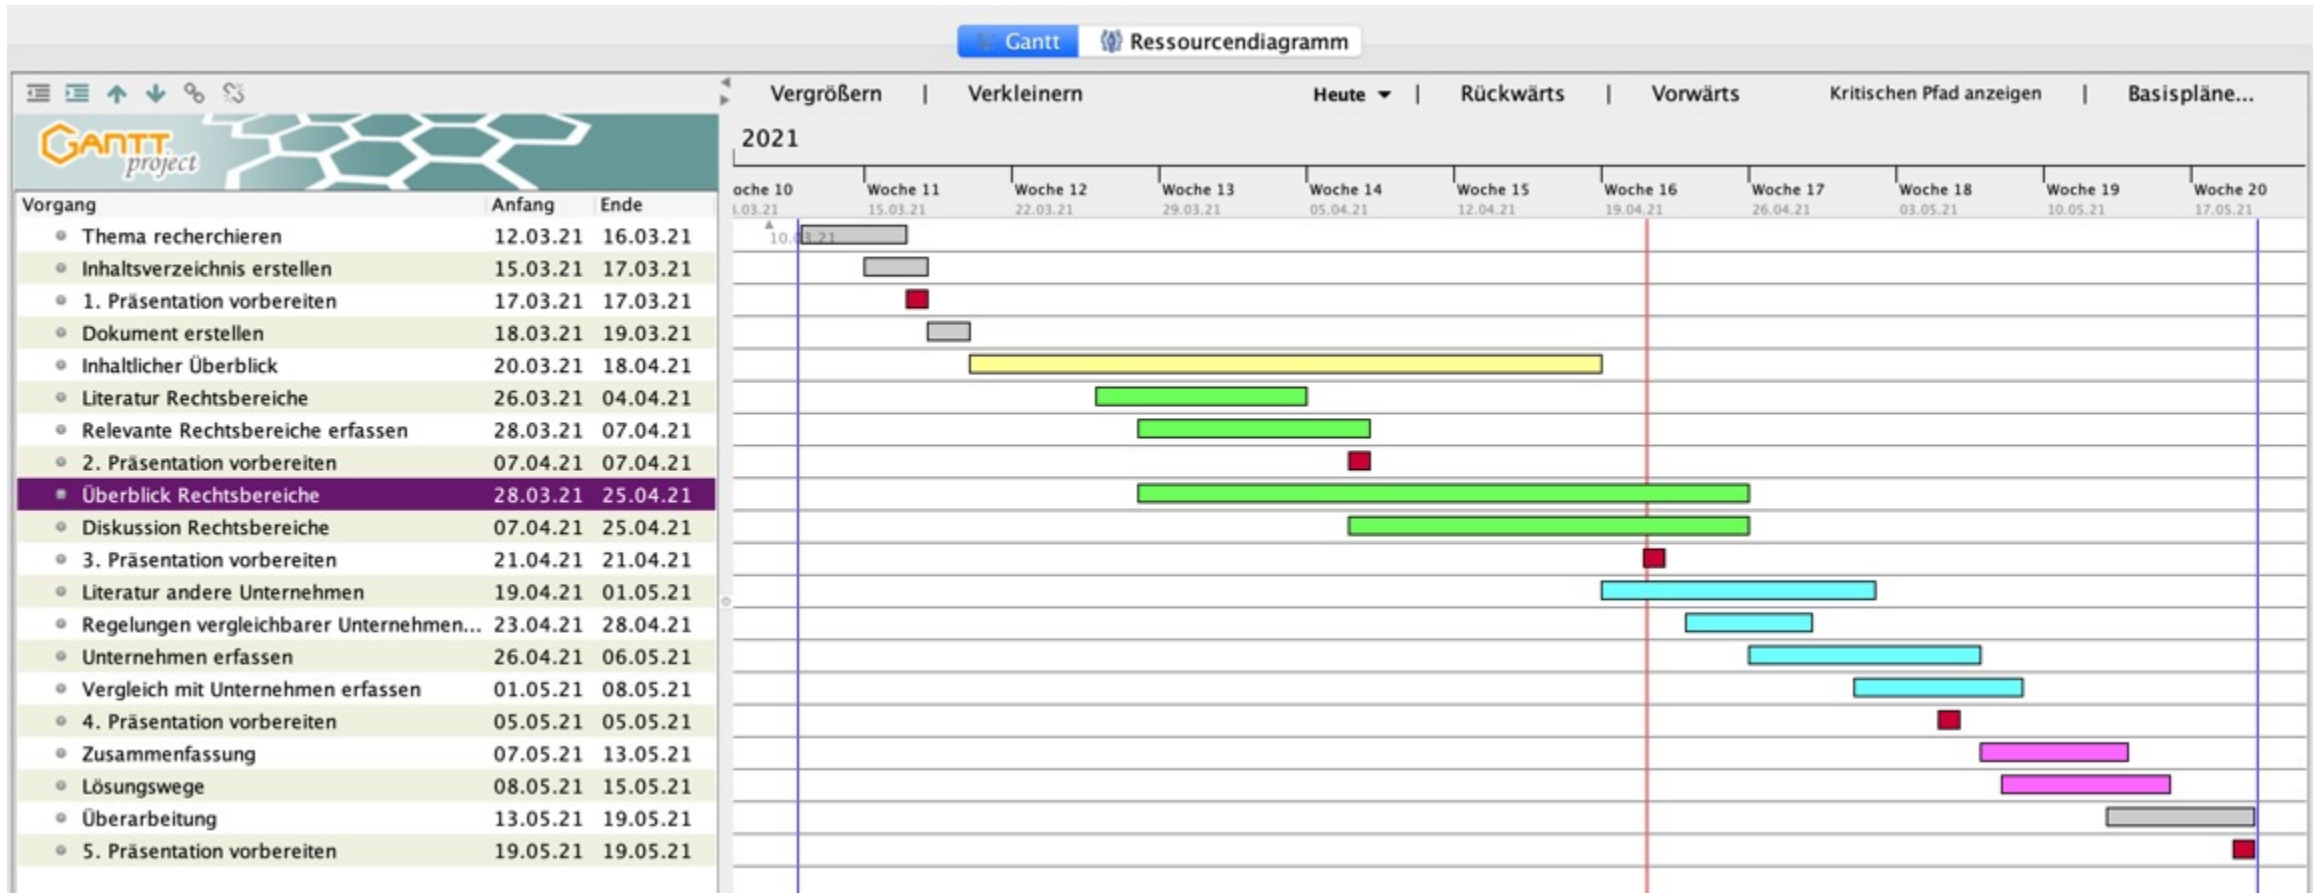 Gantt Ressourcendiagramm
Vergrößern | Verkleinern Heute | Rückwärts | Vorwärts Kritischen Pfad anzeigen | Basispläne...
GANTT project
2021
oche 10 Woche 11 Woche 12 Woche 13 Woche 14 Woche 15 Woche 16 Woche 17 Woche 18 Woche 19 Woche 20
.03.21 15.03.21 22.03.21 29.03.21 05.04.21 12.04.21 19.04.21 26.04.21 03.05.21 10.05.21 17.05.21
Vorgang Anfang Ende
Thema recherchieren 12.03.21 16.03.21 10.03.21
Inhaltsverzeichnis erstellen 15.03.21 17.03.21
1. Präsentation vorbereiten 17.03.21 17.03.21
Dokument erstellen 18.03.21 19.03.21
Inhaltlicher Überblick 20.03.21 18.04.21
Literatur Rechtsbereiche 26.03.21 04.04.21
Relevante Rechtsbereiche erfassen 28.03.21 07.04.21
2. Präsentation vorbereiten 07.04.21 07.04.21
Überblick Rechtsbereiche 28.03.21 25.04.21
Diskussion Rechtsbereiche 07.04.21 25.04.21
3. Präsentation vorbereiten 21.04.21 21.04.21
Literatur andere Unternehmen 19.04.21 01.05.21
Regelungen vergleichbarer Unternehmen... 23.04.21 28.04.21
Unternehmen erfassen 26.04.21 06.05.21
Vergleich mit Unternehmen erfassen 01.05.21 08.05.21
4. Präsentation vorbereiten 05.05.21 05.05.21
Zusammenfassung 07.05.21 13.05.21
Lösungswege 08.05.21 15.05.21
Überarbeitung 13.05.21 19.05.21
5. Präsentation vorbereiten 19.05.21 19.05.21